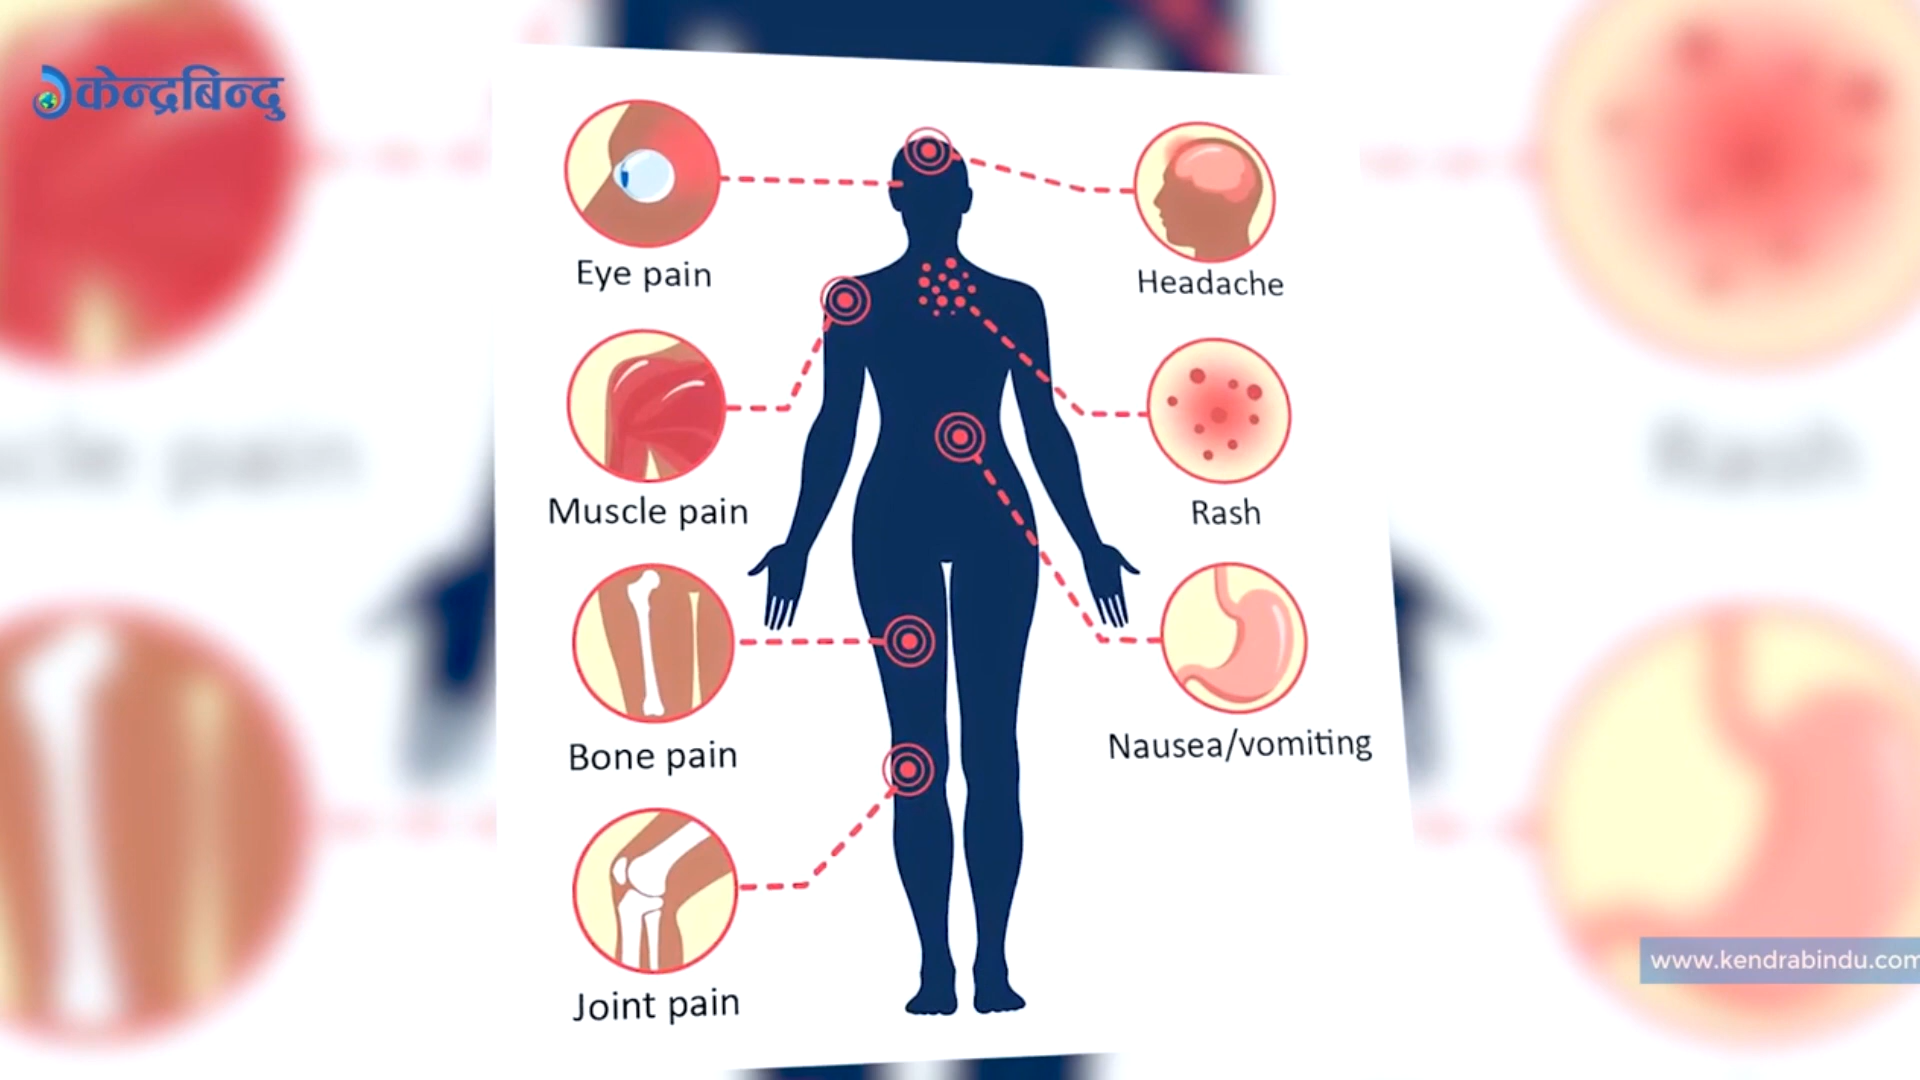 केन्द्रबिन्दु
Eye pain
Headache
Muscle pain
Rash
Bone pain
Nausea/vomiting
Joint pain
www.kendrabindu.com